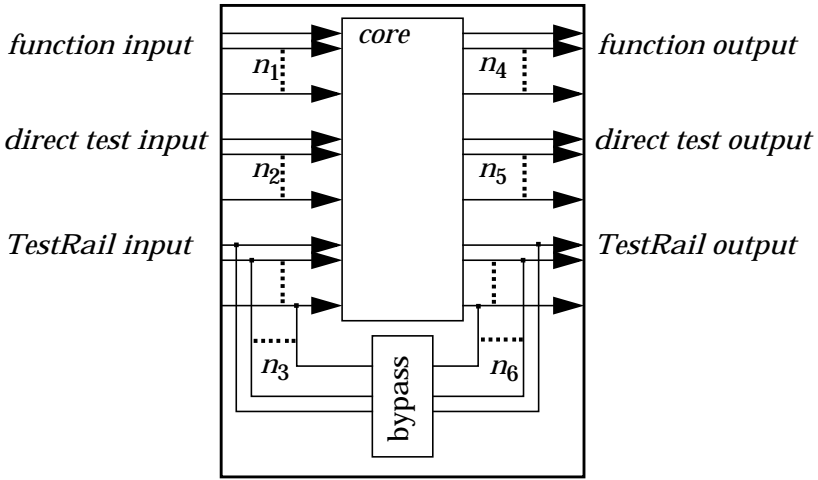 function input
core
function output
n1
n4
direct test input
direct test output
n2
n5
TestRail input
TestRail output
n3
bypass
n6